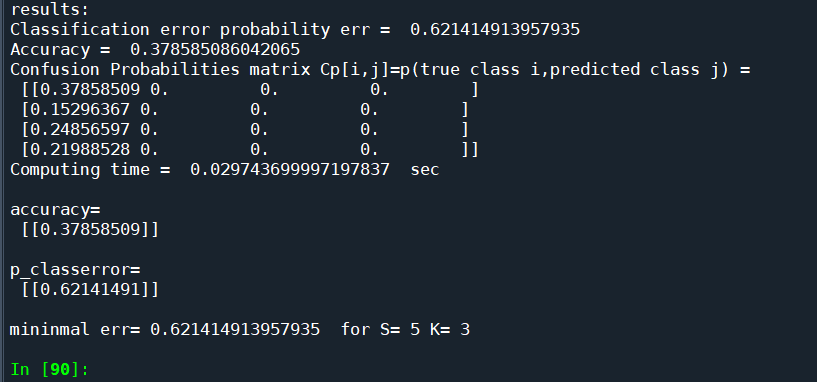 results:
Classification error probability err =  0.621414913957935
Accuracy =  0.378585086042065
Confusion Probabilities matrix Cp[i,j]=p(true class i,predicted class j) =
 [[0.37858509 0.         0.         0.        ]
 [0.15296367 0.         0.         0.        ]
 [0.24856597 0.         0.         0.        ]
 [0.21988528 0.         0.         0.        ]]
Computing time =  0.029743699997197837  sec

accuracy=
 [[0.37858509]]

p_classerror=
 [[0.62141491]]

mininmal err= 0.621414913957935  for S= 5 K= 3

In [90]: